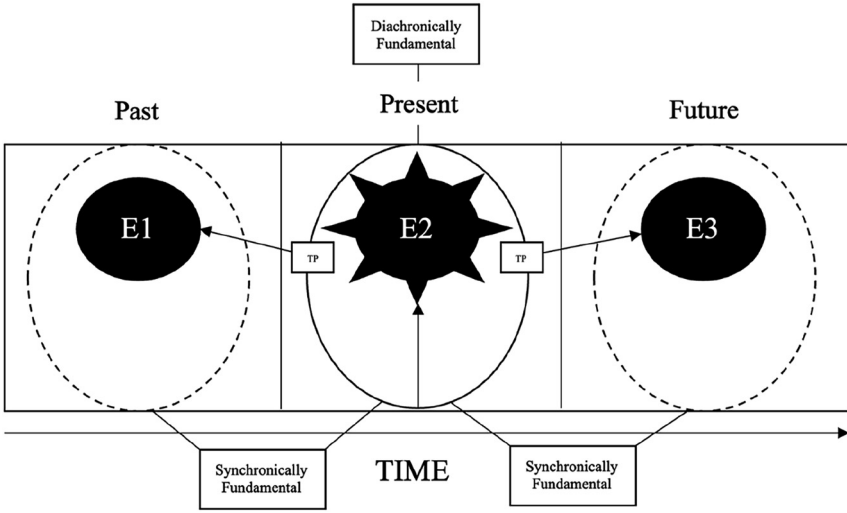 Diachronically
Fundamental
Past
Present
Future
E1
E2
E3
TP
TP
Synchronically
Fundamental
TIME
Synchronically
Fundamental